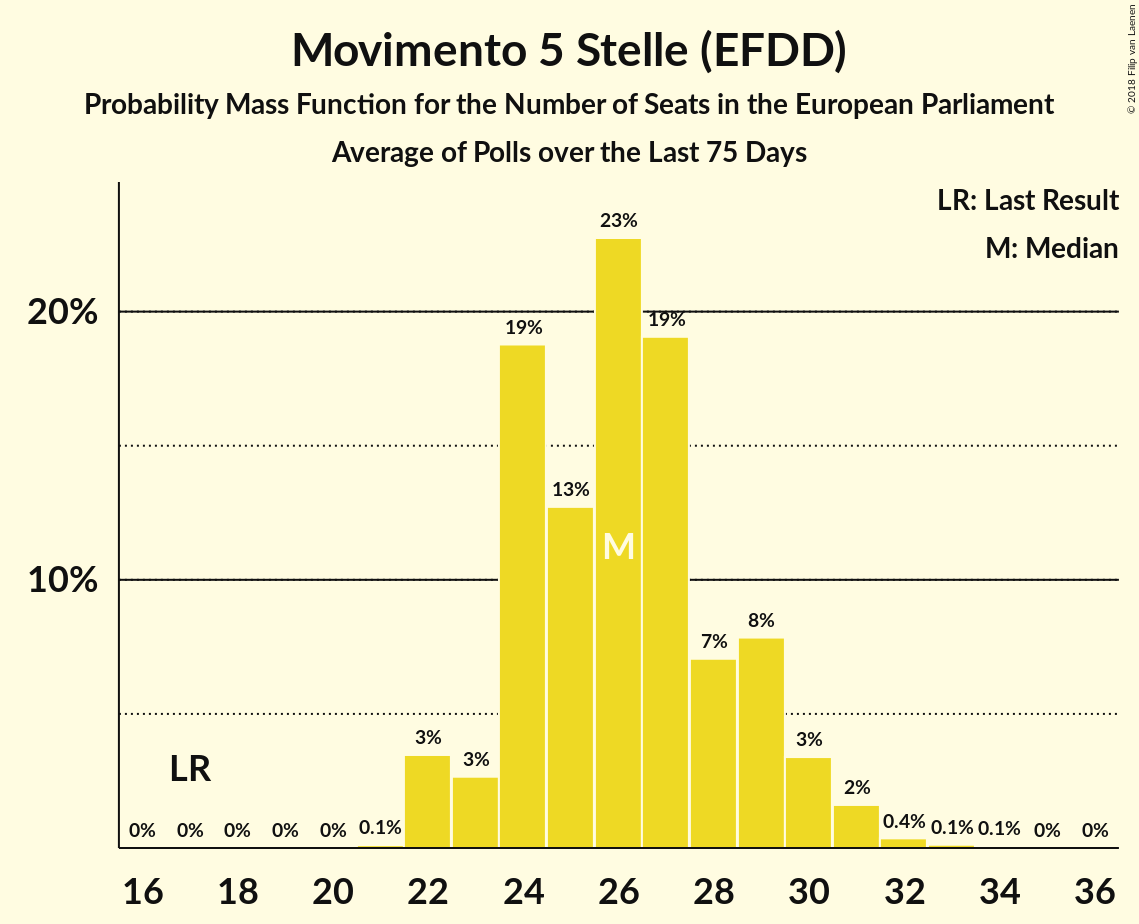 Movimento 5 Stelle (EFDD)
Probability Mass Function for the Number of Seats in the European Parliament
Average of Polls over the Last 75 Days
© 2018 Filip van Laenen
LR: Last Result
M: Median
23%
20%
19%
19%
13%
M
10%
8%
7%
3%
3%
3%
2%
LR
0% 0% 0% 0% 0% 0.1% 0.4% 0.1% 0.1% 0% 0%
16 18 20 22 24 26 28 30 32 34 36